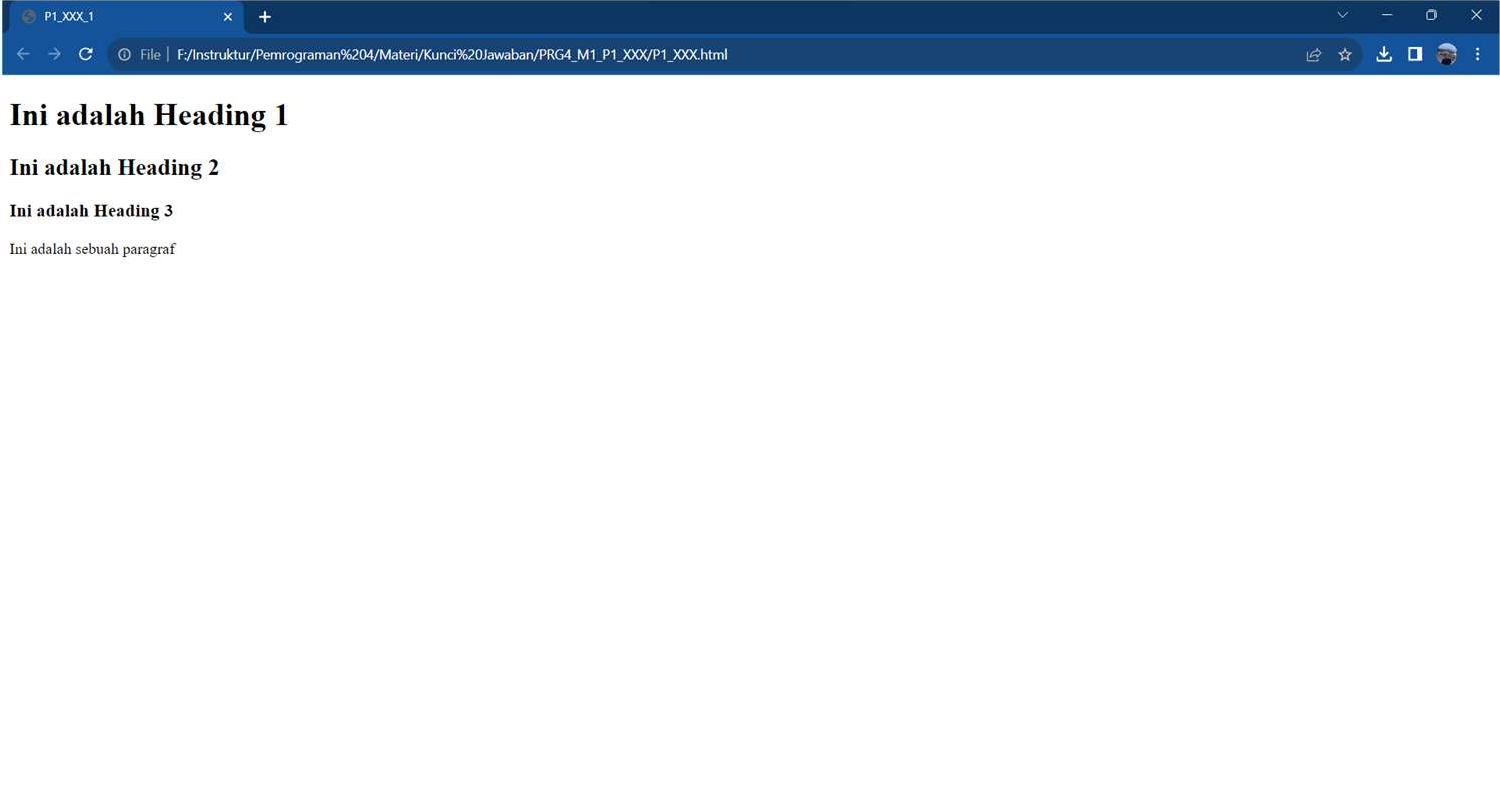 P1_XXX_1
File F:/Instruktur/Pemrograman%204/Materi/Kunci%20Jawaban/PRG4_M1_P1_XXX/P1_XXX.html
Ini adalah Heading 1
Ini adalah Heading 2
Ini adalah Heading 3
Ini adalah sebuah paragraf